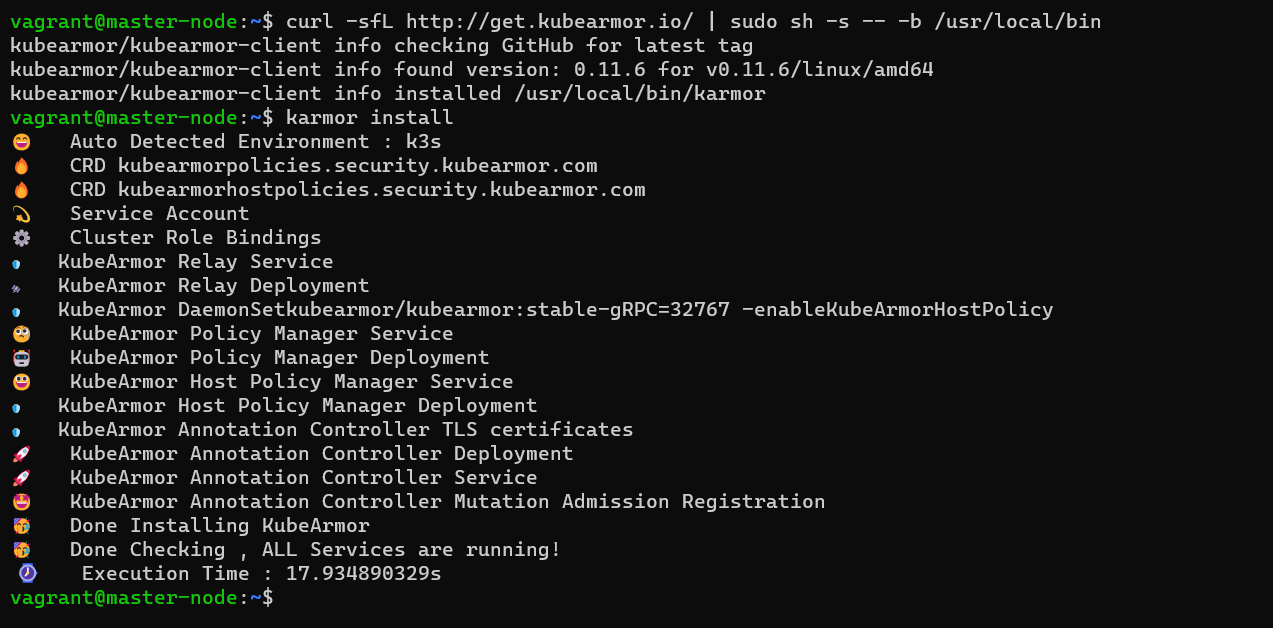 vagrant@master-node:~$ curl -sfL http://get.kubearmor.io/ | sudo sh -s -- -b /usr/local/bin
kubearmor/kubearmor-client info checking GitHub for latest tag
kubearmor/kubearmor-client info found version: 0.11.6 for v0.11.6/linux/amd64
kubearmor/kubearmor-client info installed /usr/local/bin/karmor
vagrant@master-node:~$ karmor install
😄 Auto Detected Environment : k3s
🔥 CRD kubearmorpolicies.security.kubearmor.com
🔥 CRD kubearmorhostpolicies.security.kubearmor.com
💫 Service Account
⚙ Cluster Role Bindings
🛡 KubeArmor Relay Service
🛰 KubeArmor Relay Deployment
🛡 KubeArmor DaemonSetkubearmor/kubearmor:stable-gRPC=32767 -enableKubeArmorHostPolicy
🧐 KubeArmor Policy Manager Service
🤖 KubeArmor Policy Manager Deployment
😃 KubeArmor Host Policy Manager Service
🛡 KubeArmor Host Policy Manager Deployment
🛡 KubeArmor Annotation Controller TLS certificates
🚀 KubeArmor Annotation Controller Deployment
🚀 KubeArmor Annotation Controller Service
🤩 KubeArmor Annotation Controller Mutation Admission Registration
🥳 Done Installing KubeArmor
🥳 Done Checking , ALL Services are running!
⌚ Execution Time : 17.934890329s
vagrant@master-node:~$